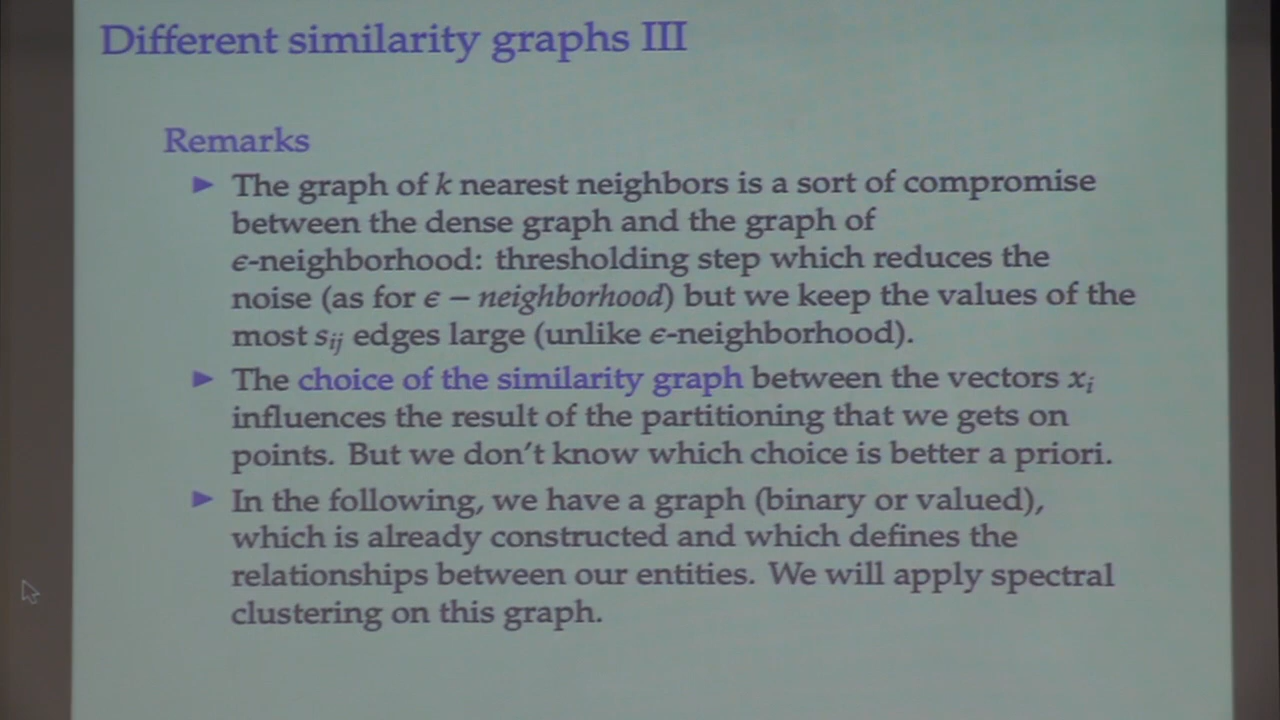 Different similarity graphs III
Remarks
► The graph of k nearest neighbors is a sort of compromise
between the dense graph and the graph of
ϵ-neighborhood: thresholding step which reduces the
noise (as for ϵ − neighborhood) but we keep the values of the
most sij edges large (unlike ϵ-neighborhood).
► The choice of the similarity graph between the vectors xi
influences the result of the partitioning that we gets on
points. But we don't know which choice is better a priori.
► In the following, we have a graph (binary or valued),
which is already constructed and which defines the
relationships between our entities. We will apply spectral
clustering on this graph.